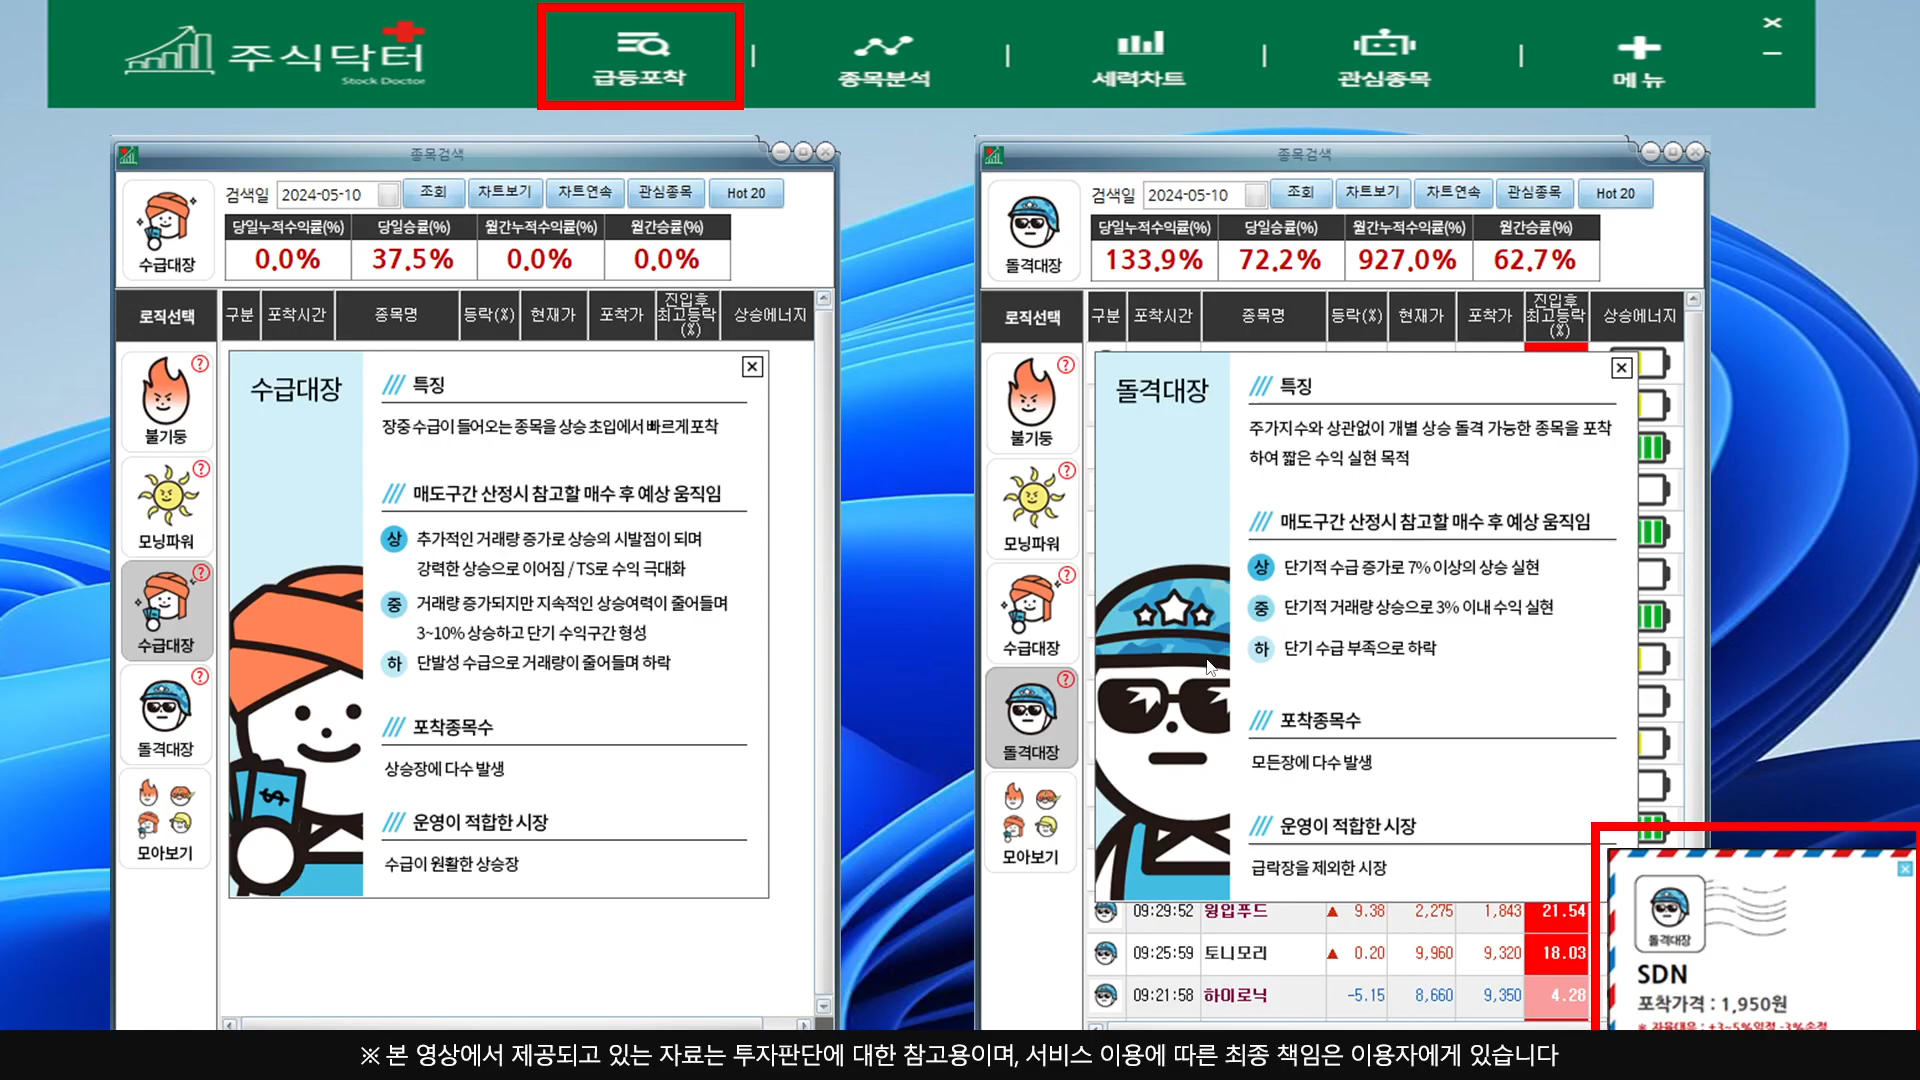 주식닥터
Stock Doctor
급등포착
종목분석
세력차트
관심종목
메뉴
종목검색
수급대장
검색일 2024-05-10 조회 차트보기 차트연속 관심종목 Hot 20
당일누적수익률(%) 당일승률(%) 월간누적수익률(%) 월간승률(%)
0.0% 37.5% 0.0% 0.0%
로직선택 구분 포착시간 종목명 등락(%) 현재가 포착가 진입후 최고등락 (%) 상승에너지
불기둥
모닝파워
수급대장
돌격대장
모아보기
수급대장
특징
장중 수급이 들어오는 종목을 상승 초입에서 빠르게 포착
매도구간 산정시 참고할 매수 후 예상 움직임
상 추가적인 거래량 증가로 상승의 시발점이 되며
강력한 상승으로 이어짐 / TS로 수익 극대화
중 거래량 증가되지만 지속적인 상승여력이 줄어들며
3~10% 상승하고 단기 수익구간 형성
하 단발성 수급으로 거래량이 줄어들며 하락
포착종목수
상승장에 다수 발생
운영이 적합한 시장
수급이 원활한 상승장
종목검색
돌격대장
검색일 2024-05-10 조회 차트보기 차트연속 관심종목 Hot 20
당일누적수익률(%) 당일승률(%) 월간누적수익률(%) 월간승률(%)
133.9% 72.2% 927.0% 62.7%
로직선택 구분 포착시간 종목명 등락(%) 현재가 포착가 진입후 최고등락 (%) 상승에너지
불기둥
모닝파워
수급대장
돌격대장
모아보기
돌격대장
특징
주가지수와 상관없이 개별 상승 돌격 가능한 종목을 포착
하여 짧은 수익 실현 목적
매도구간 산정시 참고할 매수 후 예상 움직임
상 단기적 수급 증가로 7% 이상의 상승 실현
중 단기적 거래량 상승으로 3% 이내 수익 실현
하 단기 수급 부족으로 하락
포착종목수
모든장에 다수 발생
운영이 적합한 시장
급락장을 제외한 시장
09:29:52 윙입푸드 ▲ 9.38 2,275 1,843 21.54
09:25:59 토니모리 ▲ 0.20 9,960 9,320 18.03
09:21:58 하이로닉 -5.15 8,660 9,350 4.28
돌격대장
SDN
포착가격 : 1,950원
※ 본 영상에서 제공되고 있는 자료는 투자판단에 대한 참고용이며, 서비스 이용에 따른 최종 책임은 이용자에게 있습니다